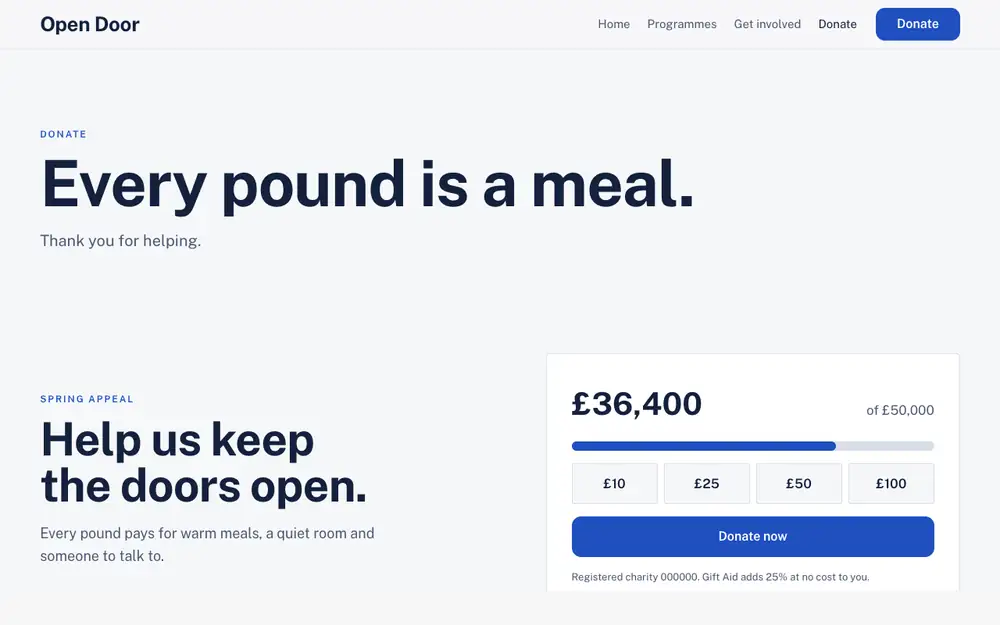 Open Door
Home
Programmes
Get involved
Donate
Donate
DONATE
Every pound is a meal.
Thank you for helping.
SPRING APPEAL
Help us keep
the doors open.
Every pound pays for warm meals, a quiet room and
someone to talk to.
£36,400
of £50,000
£10
£25
£50
£100
Donate now
Registered charity 000000. Gift Aid adds 25% at no cost to you.